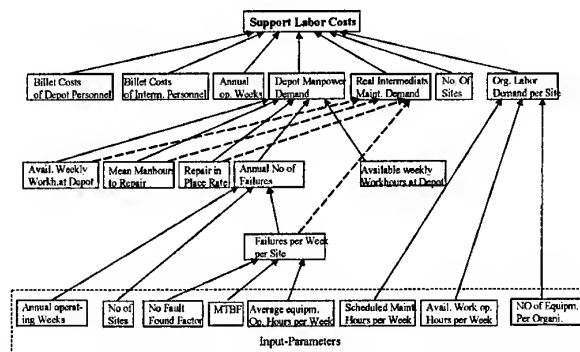 Support Labor Costs
Billet Costs
of Depot Personnel
Billet Costs
of Interm. Personnel
Annual
op. Weeks
Depot Manpower
Demand
Real Intermediats
Maint. Demand
No. Of
Sites
Org. Labor
Demand per Site
Avail. Weekly
Workh.at Depot
Mean Manhours
to Repair
Repair in
Place Rate
Annual No of
Failures
Available weekly
Workhours at Depot
Failures per Week
per Site
Annual operat-
ing Weeks
No of
Sites
No Fault
Found Factor
MTBF
Average equipm.
Op. Hours per Week
Scheduled Maint.
Hours per Week
Avail. Work op.
Hours per Week
NO of Equipm.
Per Organi.
Input-Parameters